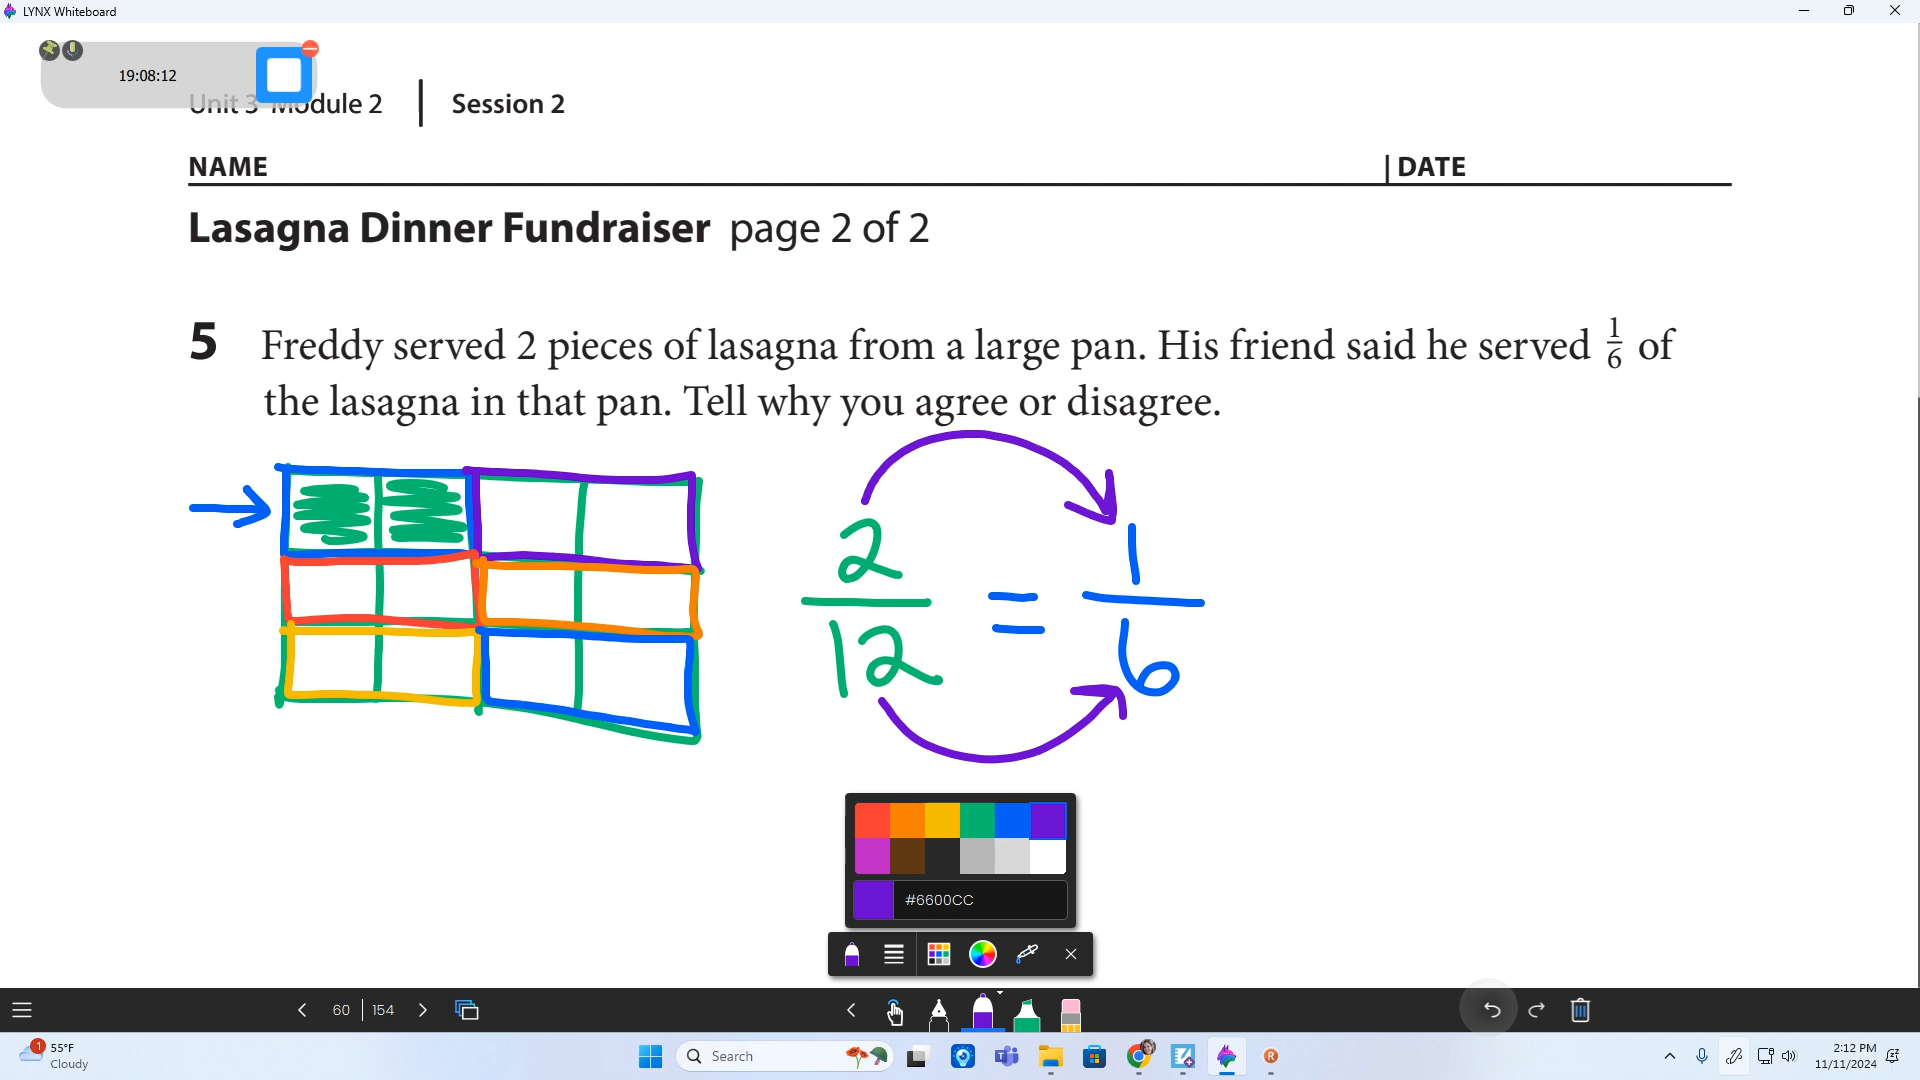 LYNX Whiteboard
19:08:12
Unit 3 Module 2 | Session 2
NAME | DATE
Lasagna Dinner Fundraiser page 2 of 2
5 Freddy served 2 pieces of lasagna from a large pan. His friend said he served 1/6 of
the lasagna in that pan. Tell why you agree or disagree.
2/12 = 1/6
#6600CC
60 | 154
1
55°F
Cloudy
Search
2:12 PM
11/11/2024